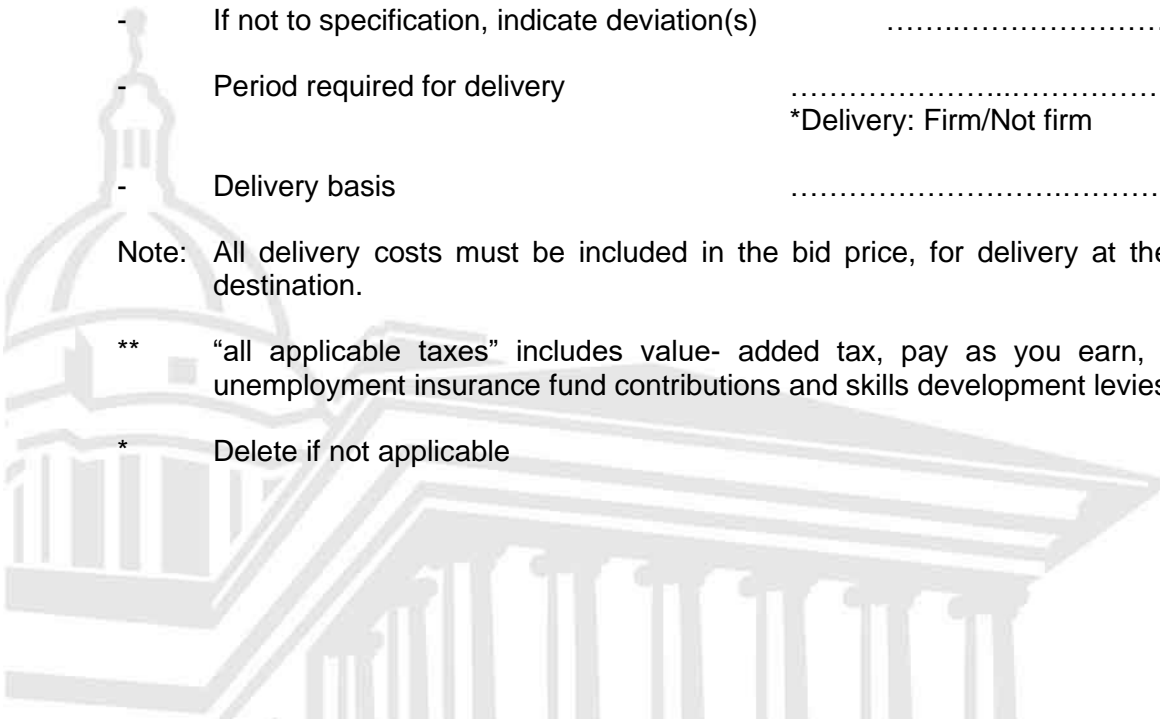 - If not to specification, indicate deviation(s) ……..………………….
- Period required for delivery ………………….…..……….……
*Delivery: Firm/Not firm
- Delivery basis ……………………….…………
Note: All delivery costs must be included in the bid price, for delivery at the
destination.
** “all applicable taxes” includes value- added tax, pay as you earn,
unemployment insurance fund contributions and skills development levies
* Delete if not applicable